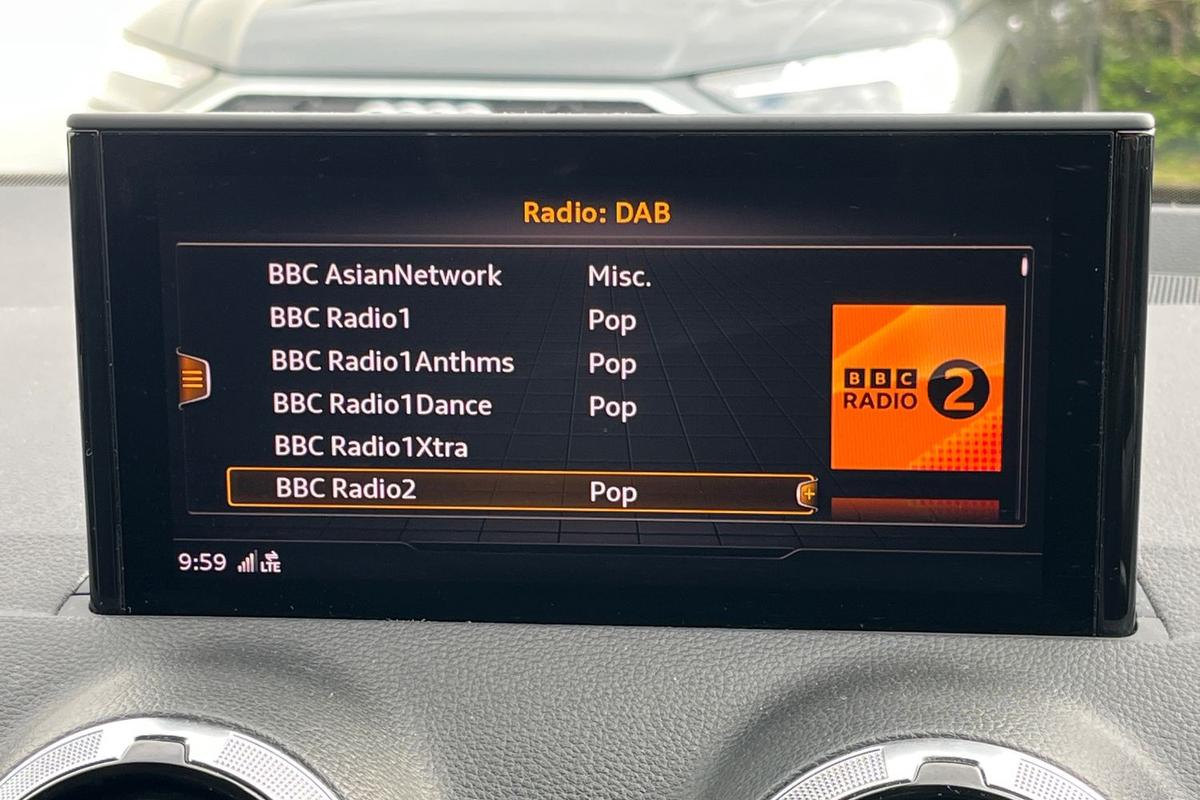 Radio: DAB
BBC AsianNetwork Misc.
BBC Radio1 Pop
BBC Radio1Anthms Pop
BBC Radio1Dance Pop
BBC Radio1Xtra
BBC Radio2 Pop
BBC
RADIO 2
9:59 LTE